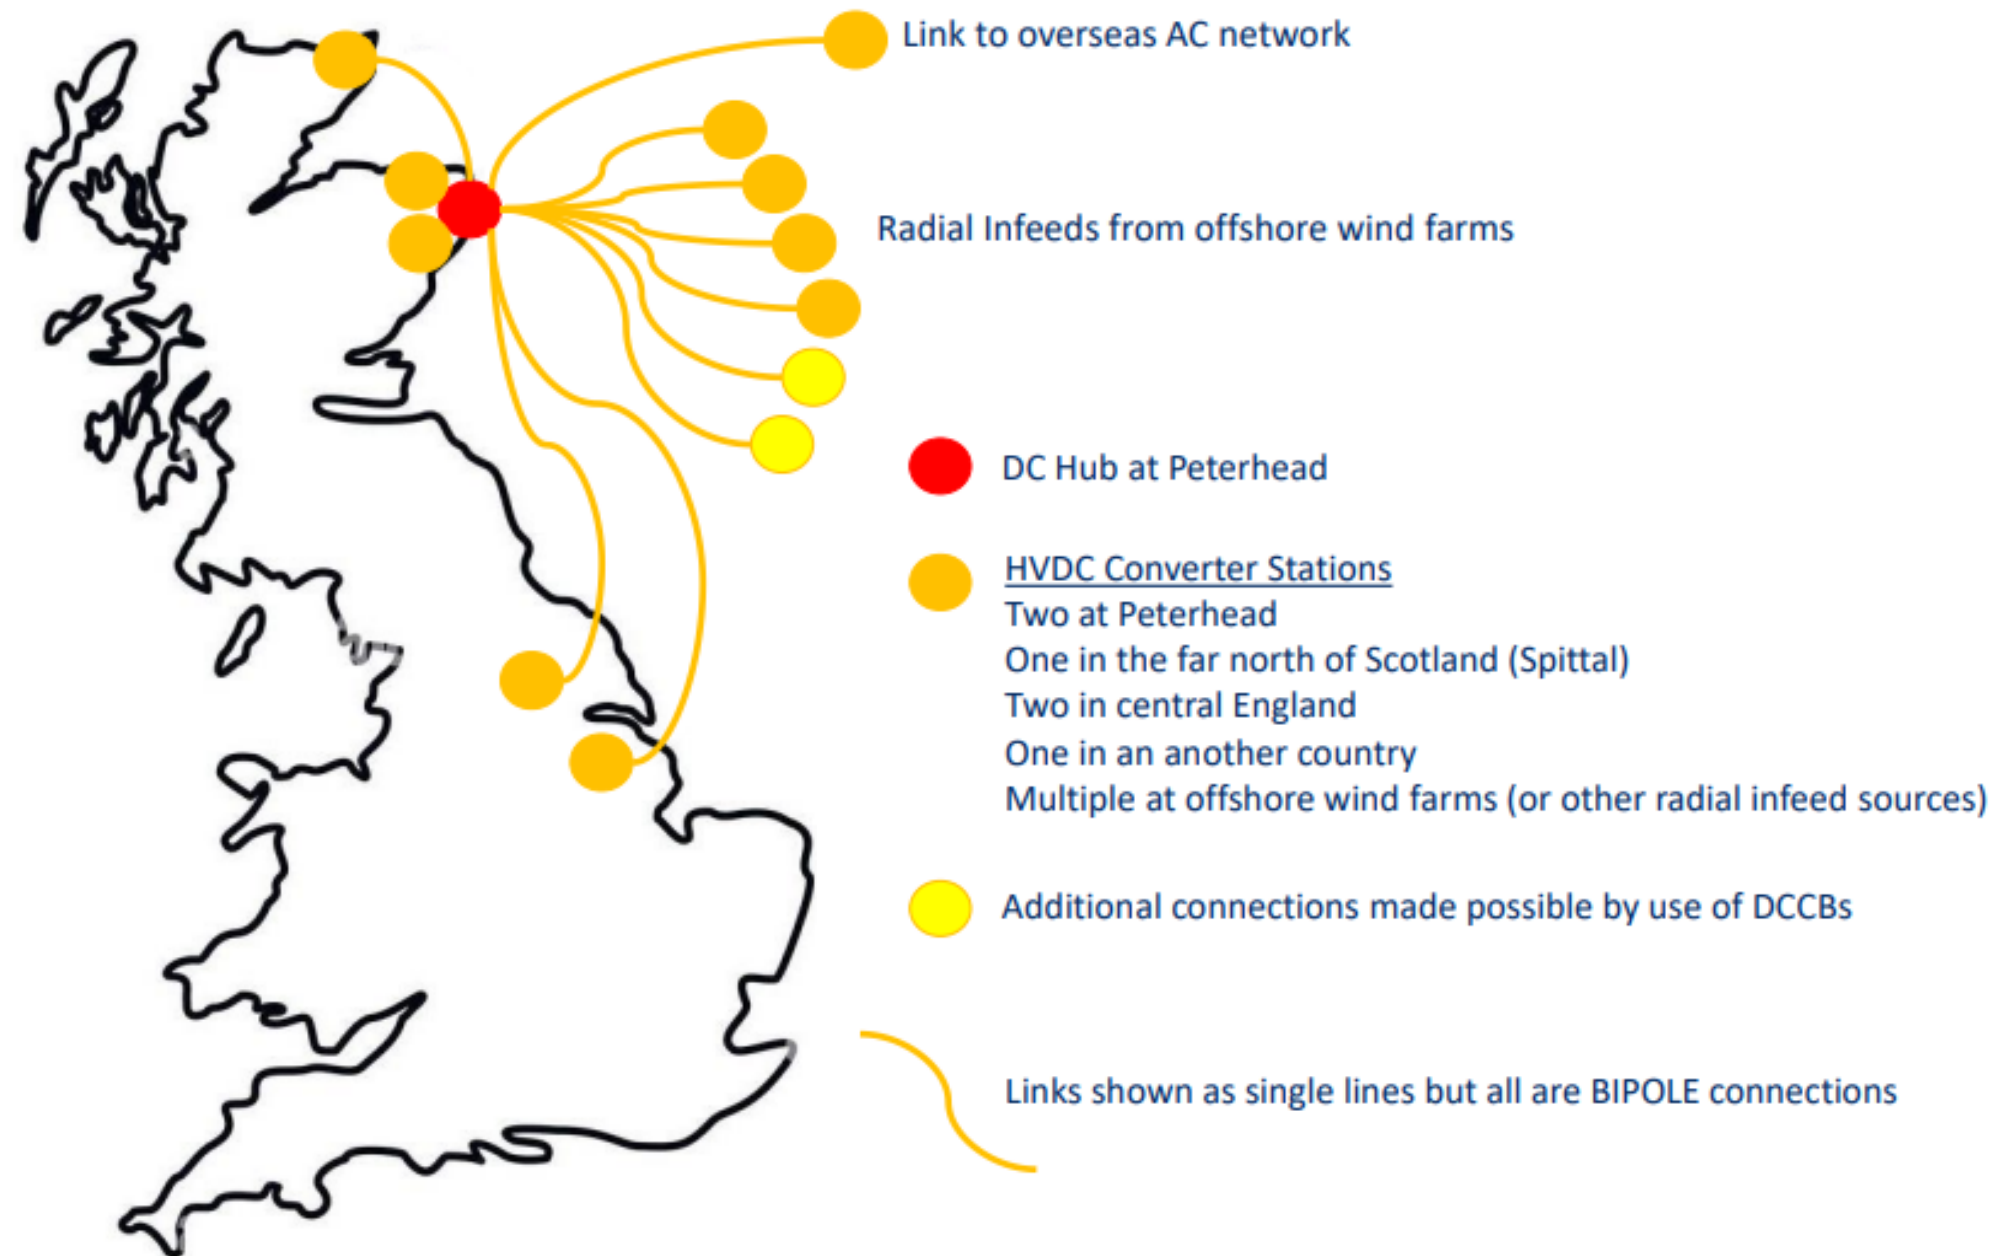 Link to overseas AC network
Radial Infeeds from offshore wind farms
DC Hub at Peterhead
HVDC Converter Stations
Two at Peterhead
One in the far north of Scotland (Spittal)
Two in central England
One in an another country
Multiple at offshore wind farms (or other radial infeed sources)
Additional connections made possible by use of DCCBs
Links shown as single lines but all are BIPOLE connections